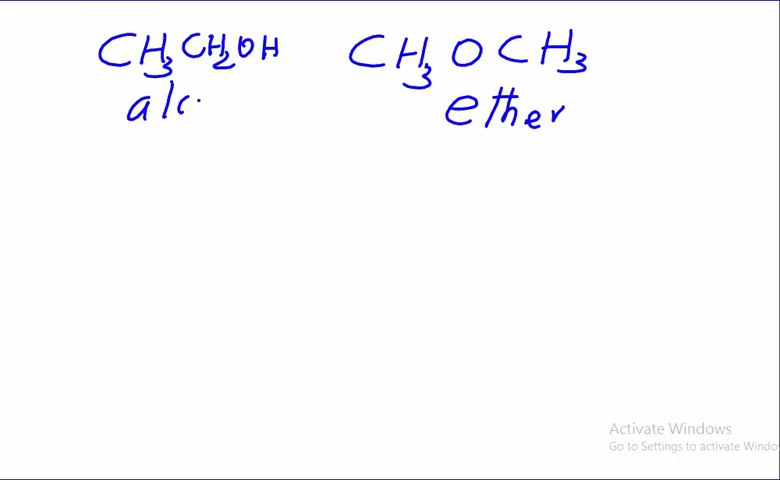 CH₃CH₂OH CH₃OCH₃
alc. ether
Activate Windows
Go to Settings to activate Windo